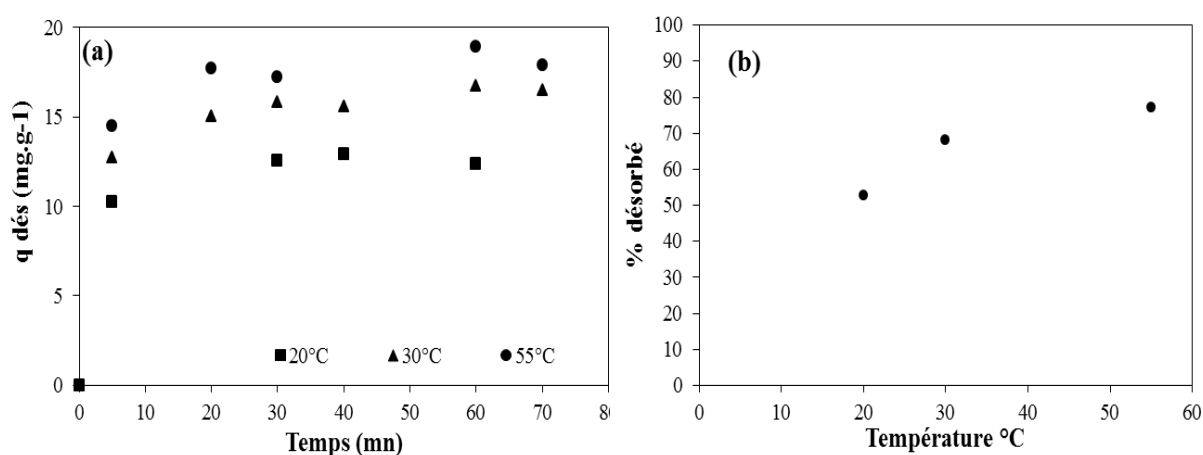 (a)
q dés (mg.g-1)
20
15
10
5
0
0 10 20 30 40 50 60 70 8
20°C 30°C 55°C
Temps (mn)
(b)
% désorbé
100
90
80
70
60
50
40
30
20
10
0
0 10 20 30 40 50 60
Température °C